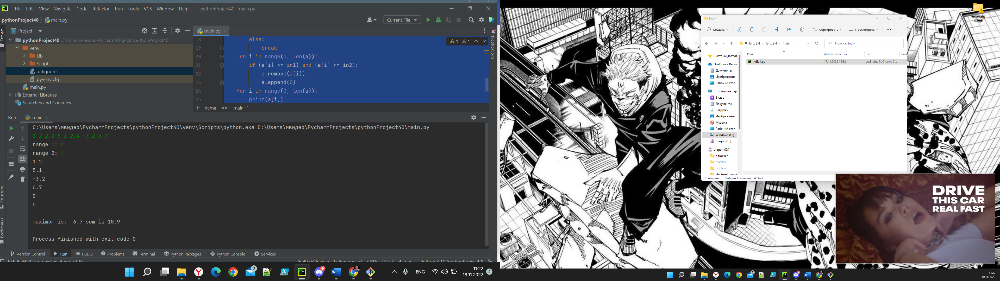 File Edit View Navigate Code Refactor Run Tools VCS Window Help pythonProject40 - main.py
pythonProject40 main.py
Current File
Project
main.py
pythonProject40 C:\Users\мвидео\PycharmProjects\pythonProject40
venv
Lib
Scripts
.gitignore
pyvenv.cfg
main.py
External Libraries
Scratches and Consoles
Project
Structure
Bookmarks
Notifications
1 1
18 else:
19 break
20 for i in range(0, len(a)):
21 if (a[i] >= in1) and (a[i] <= in2):
22 a.remove(a[i])
23 a.append(0)
24 for i in range(0, len(a)):
25 print(a[i])
if __name__ == '__main__'
Run: main
C:\Users\мвидео\PycharmProjects\pythonProject40\venv\Scripts\python.exe C:\Users\мвидео\PycharmProjects\pythonProject40\main.py
1.2 2.2 5.1 2.4 -3.2 6.7
range 1: 2
range 2: 4
1.2
5.1
-3.2
6.7
0
0
maximum is:  6.7 sum is 10.9
Process finished with exit code 0
Version Control Run TODO Problems Terminal Python Packages Python Console Services
PEP 8: W292 no newline at end of file 26:49 (626 chars, 25 line breaks) CRLF UTF-8 4 spac Python 3.10 (pythonProject40)
2
ENG
11:22
19.11.2022
4
necessary
things
Indiv
Создать Сортировать Просмотреть
« lbrtt_2.4 › lbrtt_2.4 › Indiv
Поиск в: Indiv
Имя Дата изменения Тип Разм
indiv1.py 17.11.2022 15:32 JetBrains PyCharm C...
Быстрый доступ
OneDrive - Person
Документы
Изображения
Рабочий стол
Этот компьютер
Видео
Документы
Загрузки
Изображения
Музыка
Рабочий стол
Windows (C:)
dragon (D:)
dragon (D:)
bitlocker
docdox
doxbox
electronic_work
1 элемент Выбран 1 элемент: 340 байт
DRIVE
THIS CAR
REAL FAST
2
11:22
19.11.2022